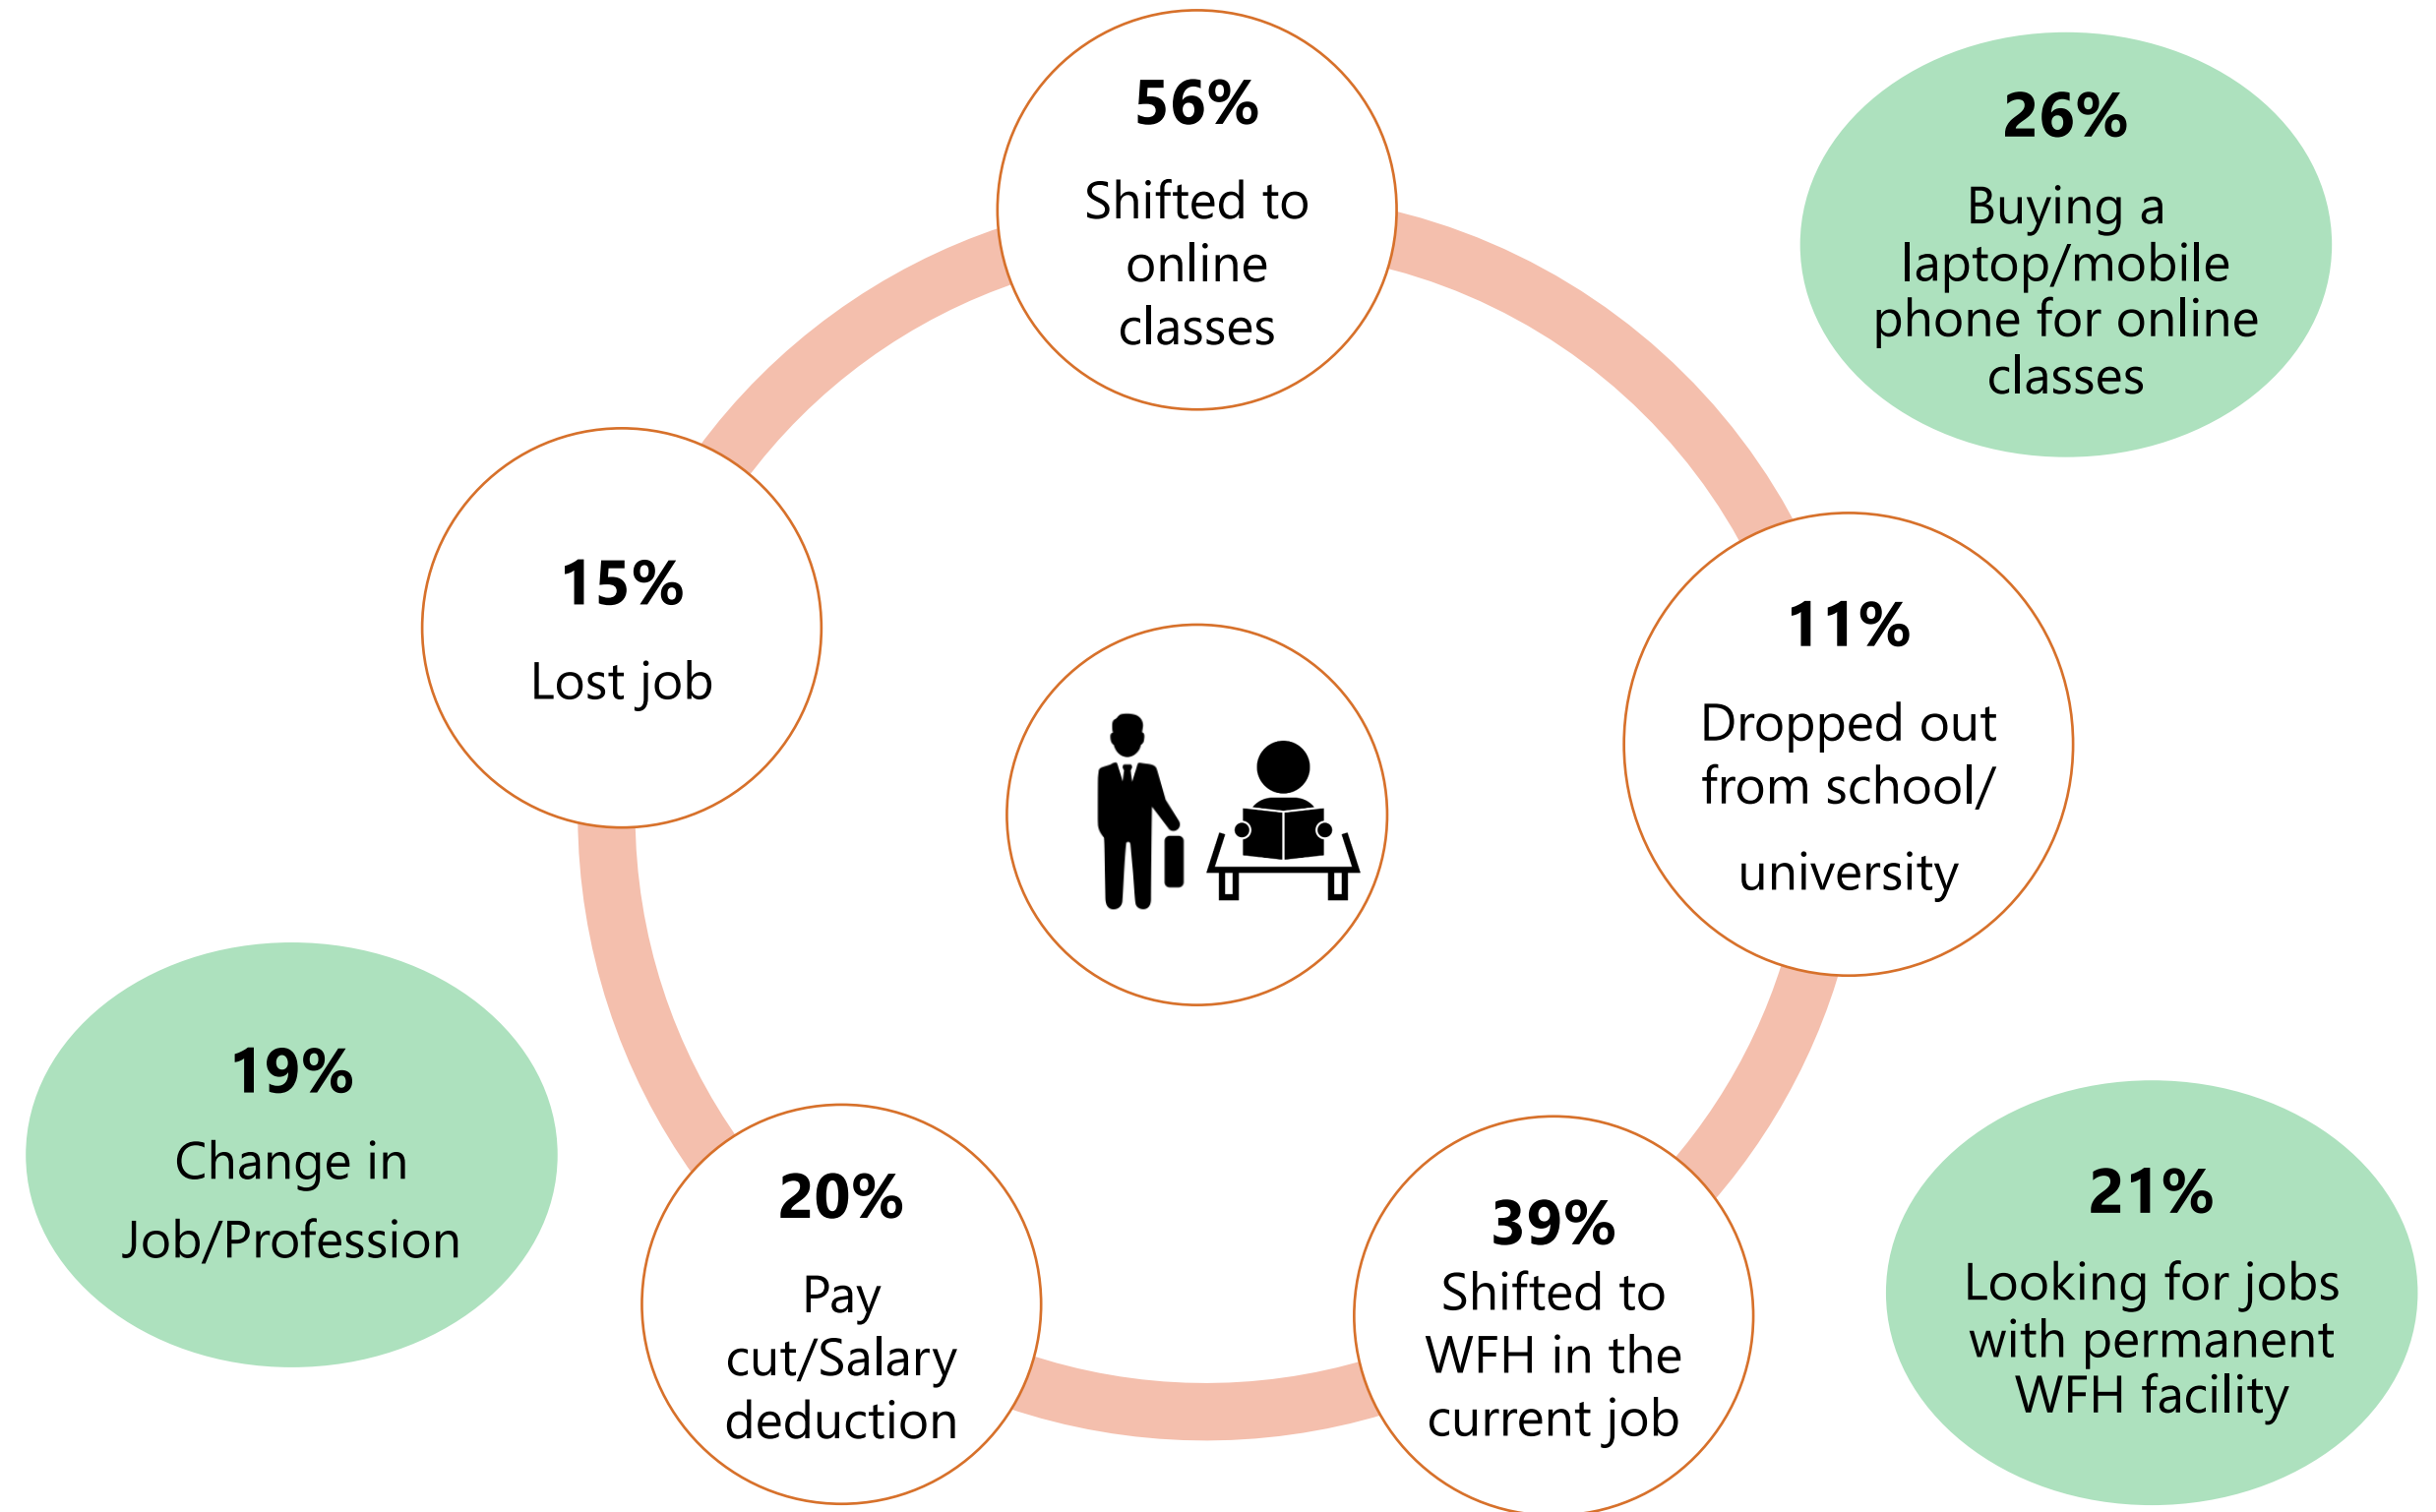 56%
Shifted to
online
classes
26%
Buying a
laptop/mobile
phone for online
classes
15%
Lost job
11%
Dropped out
from school/
university
19%
Change in
Job/Profession
20%
Pay
cut/Salary
deduction
39%
Shifted to
WFH in the
current job
21%
Looking for jobs
with permanent
WFH facility